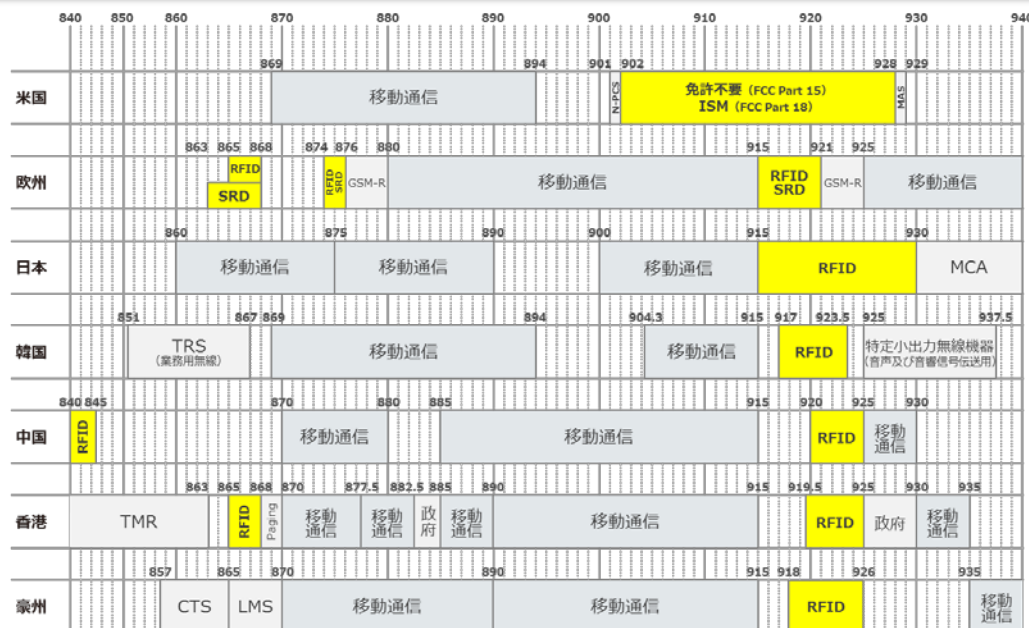 840 850 860 870 880 890 900 910 920 930 940
869 894 901 902 928 929
米国 移動通信 N-PCS 免許不要 (FCC Part 15) MAS
ISM (FCC Part 18)
863 865 868 874 876 880 915 921 925
欧州 RFID SRD RFID SRD GSM-R 移動通信 RFID SRD GSM-R 移動通信
860 875 890 900 915 930
日本 移動通信 移動通信 移動通信 RFID MCA
851 867 869 894 904.3 915 917 923.5 925 937.5
韓国 TRS 移動通信 移動通信 RFID 特定小出力無線機器
(業務用無線) (音声及び音響信号伝送用)
840 845 870 880 885 915 920 925 930
中国 RFID 移動通信 移動通信 RFID 移動通信
863 865 868 870 877.5 882.5 885 890 915 919.5 925 930 935
香港 TMR RFID Paging 移動通信 移動通信 政府 移動通信 移動通信 RFID 政府 移動通信
857 865 870 890 915 918 926 935
豪州 CTS LMS 移動通信 移動通信 RFID 移動通信